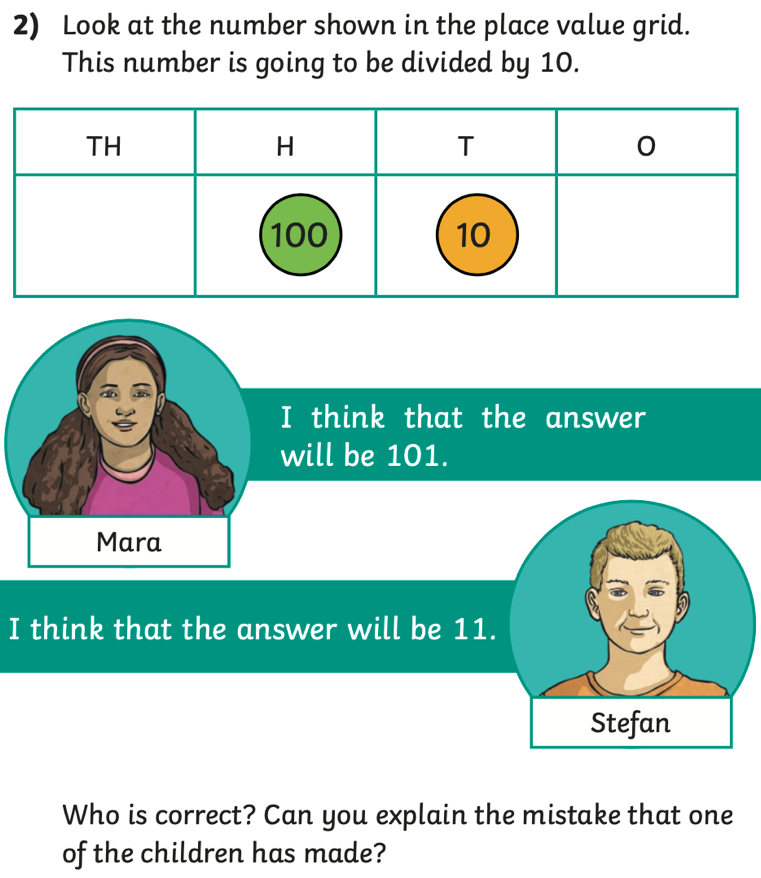 2) Look at the number shown in the place value grid.
This number is going to be divided by 10.
TH H T O
100 10
I think that the answer
will be 101.
Mara
I think that the answer will be 11.
Stefan
Who is correct? Can you explain the mistake that one
of the children has made?